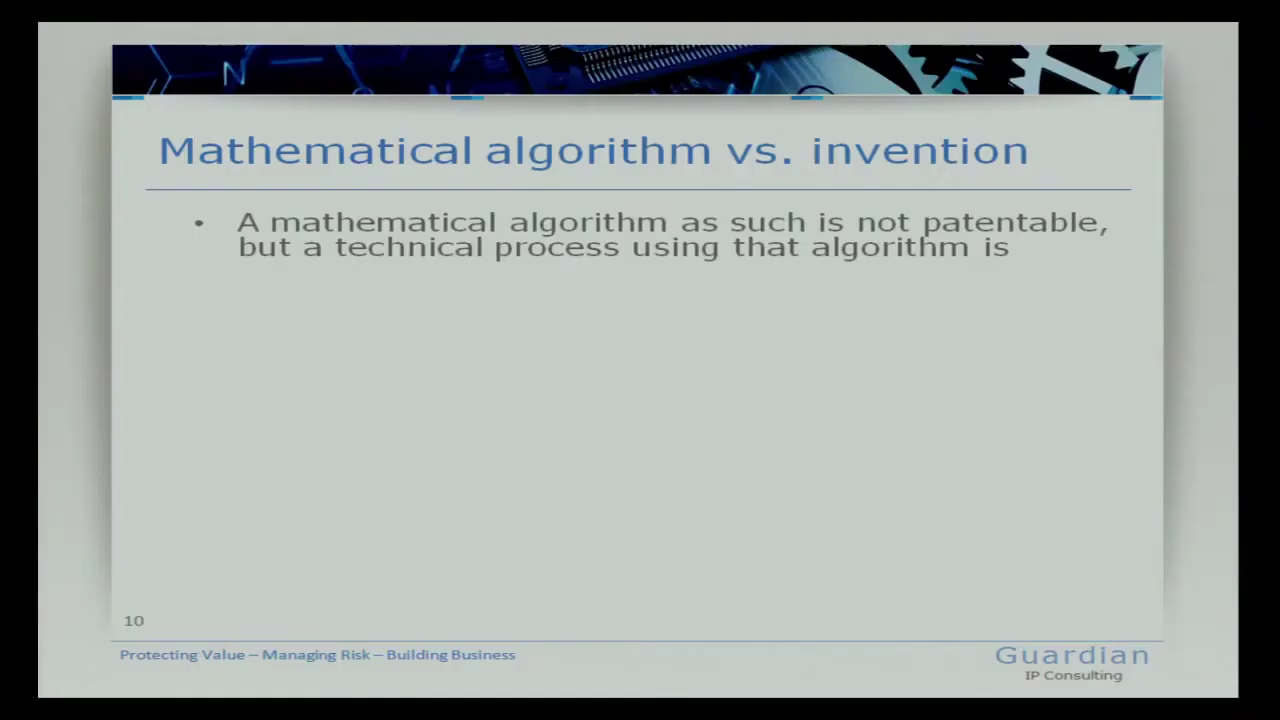 N
Mathematical algorithm vs. invention
• A mathematical algorithm as such is not patentable,
but a technical process using that algorithm is
10
Protecting Value – Managing Risk – Building Business
Guardian
IP Consulting